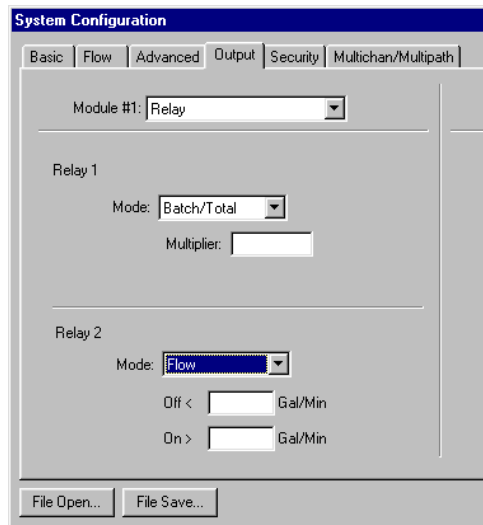 System Configuration
Basic Flow Advanced Output Security Multichan/Multipath
Module #1: Relay
Relay 1
Mode: Batch/Total
Multiplier:
Relay 2
Mode: Flow
Off < Gal/Min
On > Gal/Min
File Open... File Save...